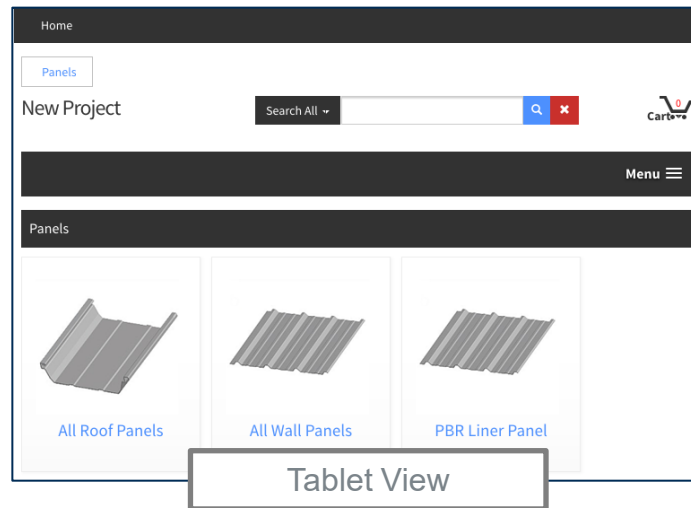 Home
Panels
New Project
Search All
0
Cart
Menu
Panels
All Roof Panels
All Wall Panels
PBR Liner Panel
Tablet View